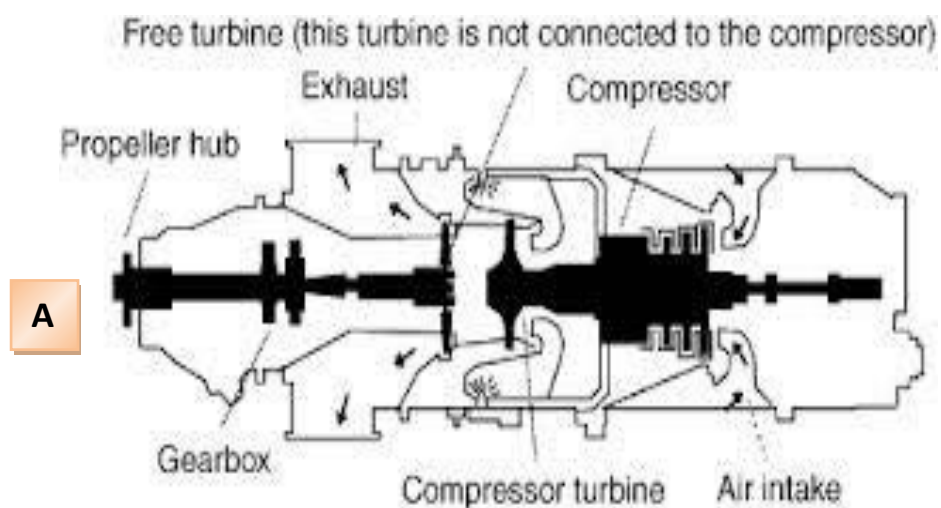 Free turbine (this turbine is not connected to the compressor)
Exhaust
Compressor
Propeller hub
A
Gearbox
Compressor turbine
Air intake